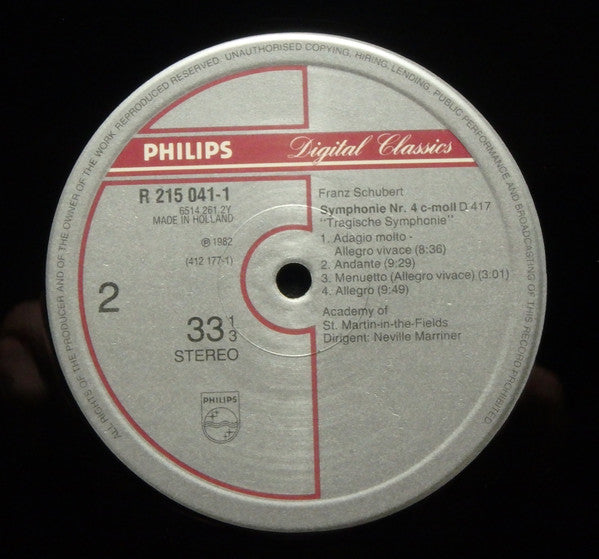 ALL RIGHTS OF THE PRODUCER AND OF THE OWNER OF THE WORK REPRODUCED RESERVED. UNAUTHORISED COPYING, HIRING, LENDING, PUBLIC PERFORMANCE AND BROADCASTING OF THIS RECORD PROHIBITED.
PHILIPS Digital Classics
R 215 041-1
6514 261.2Y
MADE IN HOLLAND
℗ 1982
(412 177-1)
2
33 1/3
STEREO
PHILIPS
Franz Schubert
Symphonie Nr. 4 c-moll D 417
"Tragische Symphonie"
1. Adagio molto -
Allegro vivace (8:36)
2. Andante (9:29)
3. Menuetto (Allegro vivace) (3:01)
4. Allegro (9:49)
Academy of
St. Martin-in-the-Fields
Dirigent: Neville Marriner